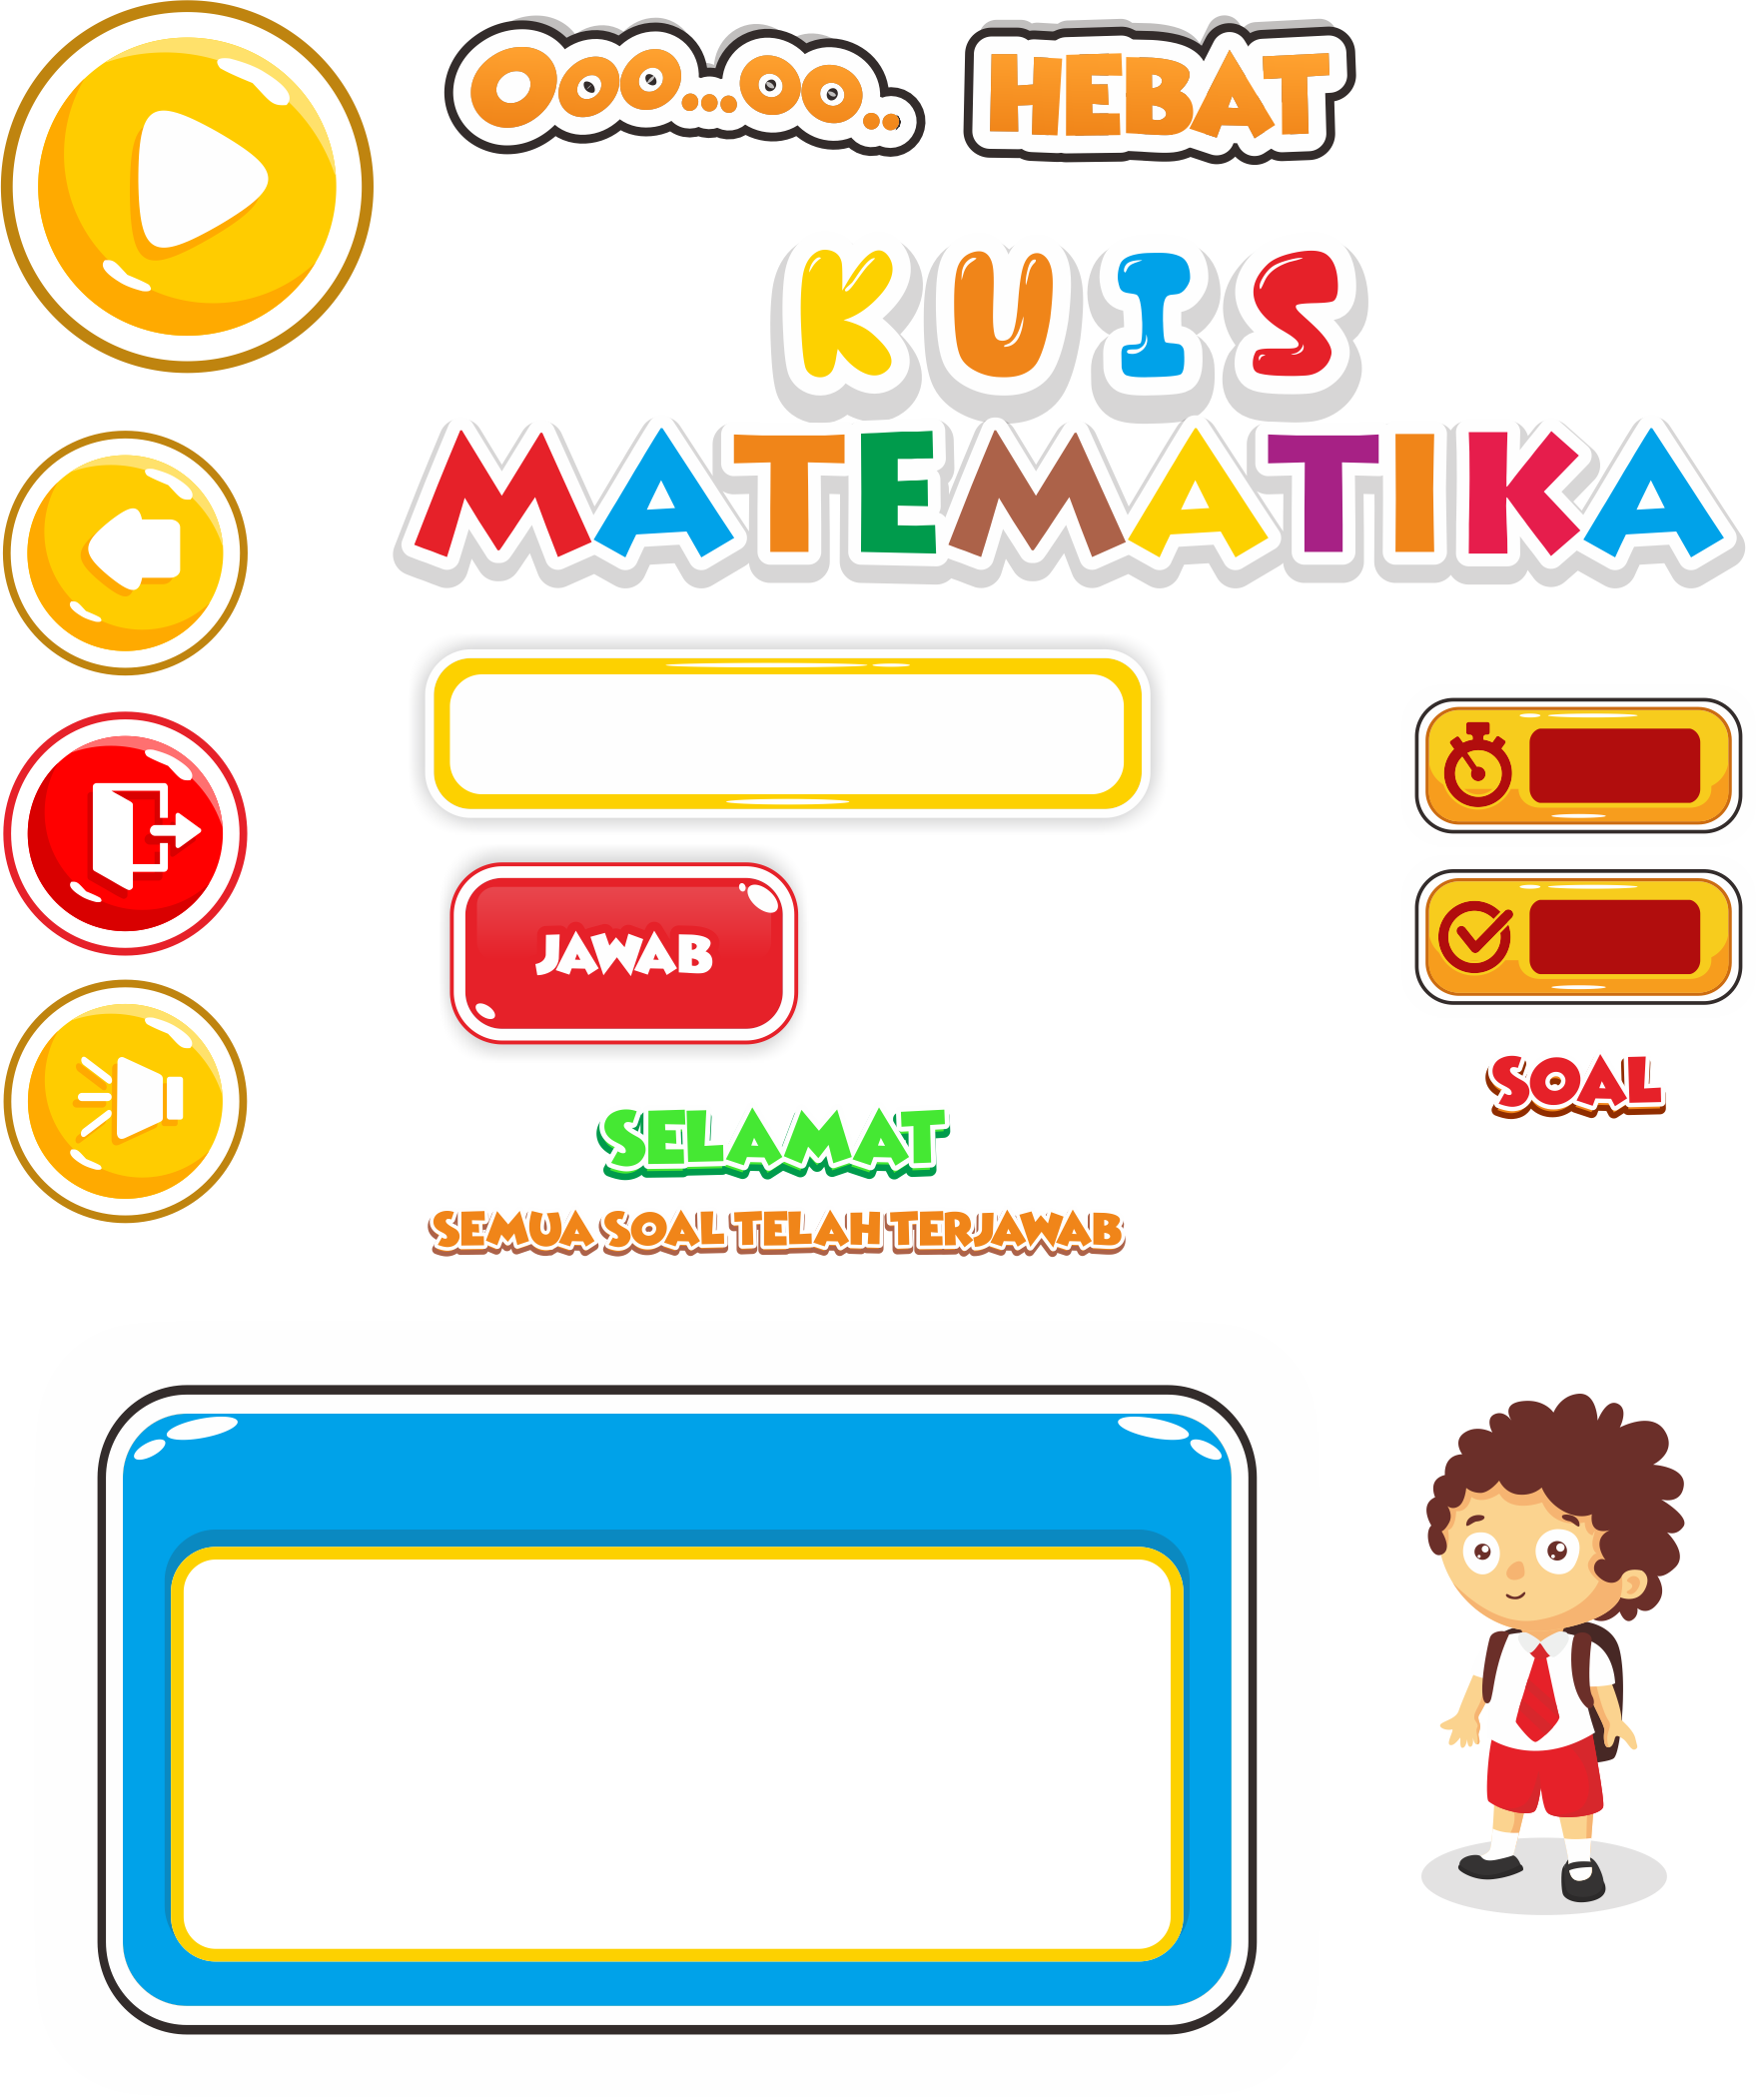 Ooo...oo..
HEBAT
KUIS
MATEMATIKA
JAWAB
SOAL
SELAMAT
SEMUA SOAL TELAH TERJAWAB